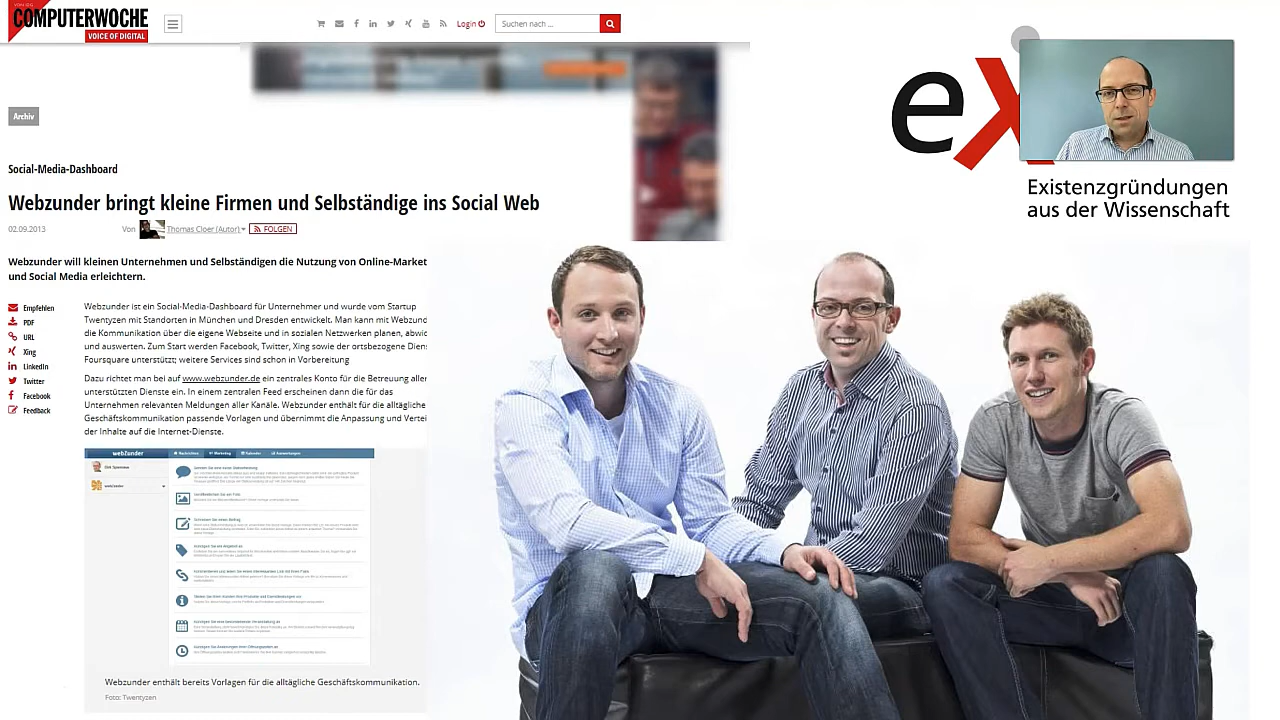 VON IDG
COMPUTERWOCHE
VOICE OF DIGITAL
Login
Suchen nach ...
Archiv
Social-Media-Dashboard
Webzunder bringt kleine Firmen und Selbständige ins Social Web
02.09.2013
Von
Thomas Cloer (Autor)
FOLGEN
Webzunder will kleinen Unternehmen und Selbständigen die Nutzung von Online-Market
und Social Media erleichtern.
Empfehlen
PDF
URL
Xing
LinkedIn
Twitter
Facebook
Feedback
Webzunder ist ein Social-Media-Dashboard für Unternehmer und wurde vom Startup
Twentyzen mit Standorten in München und Dresden entwickelt. Man kann mit Webzund
die Kommunikation über die eigene Webseite und in sozialen Netzwerken planen, abwic
und auswerten. Zum Start werden Facebook, Twitter, Xing sowie der ortsbezogene Diens
Foursquare unterstützt; weitere Services sind schon in Vorbereitung
Dazu richtet man bei auf www.webzunder.de ein zentrales Konto für die Betreuung aller
unterstützten Dienste ein. In einem zentralen Feed erscheinen dann die für das
Unternehmen relevanten Meldungen aller Kanäle. Webzunder enthält für die alltägliche
Geschäftskommunikation passende Vorlagen und übernimmt die Anpassung und Vertei
der Inhalte auf die Internet-Dienste.
webZunder
Nachrichten
Marketing
Kalender
Auswertungen
webZunder
Webzunder enthält bereits Vorlagen für die alltägliche Geschäftskommunikation.
Foto: Twentyzen
ex
Existenzgründungen
aus der Wissenschaft